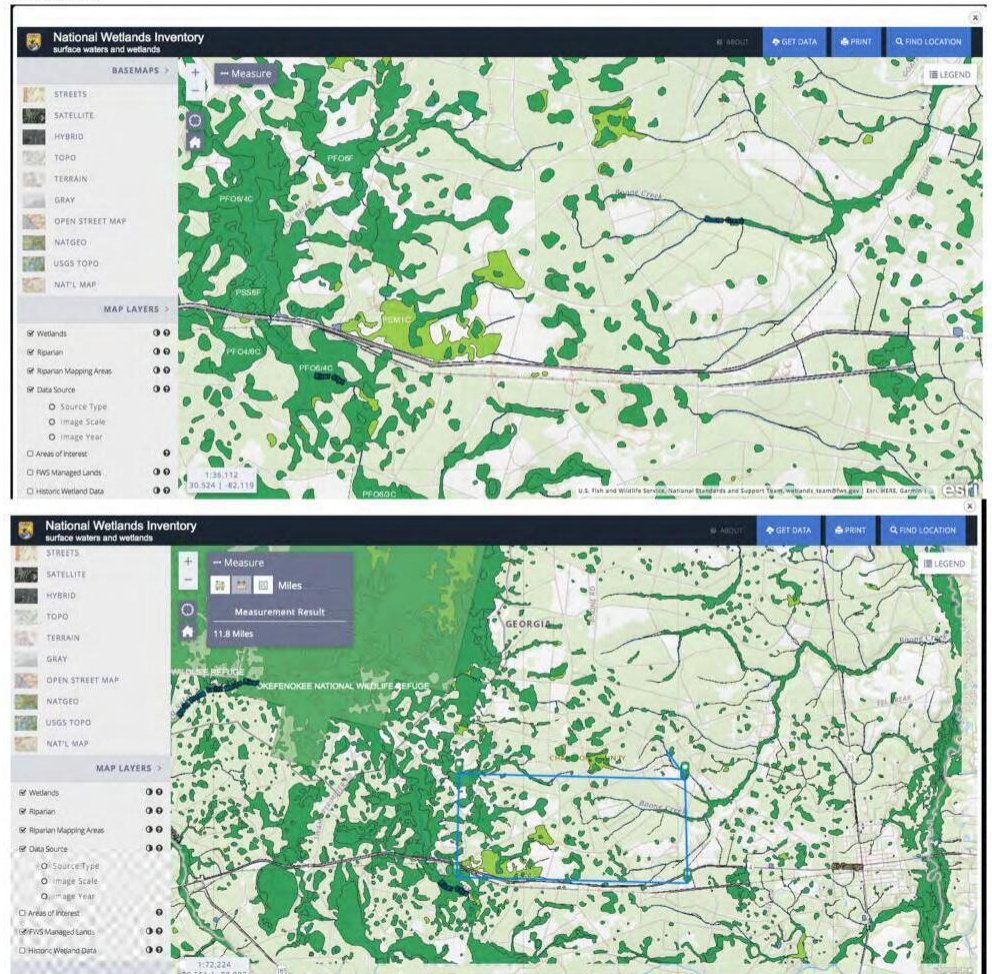 National Wetlands Inventory
surface waters and wetlands
ABOUT
GET DATA
PRINT
FIND LOCATION
BASEMAPS >
Measure
LEGEND
STREETS
SATELLITE
HYBRID
TOPO
TERRAIN
GRAY
OPEN STREET MAP
NATGEO
USGS TOPO
NAT'L MAP
MAP LAYERS >
Wetlands
Riparian
Riparian Mapping Areas
Data Source
Source Type
Image Scale
Image Year
Areas of Interest
FWS Managed Lands
Historic Wetland Data
PFO6F
PFO6/4C
Boone Creek
PSS6F
PFO4/6C
PFO6/4C
PFO6/3C
1:36,112
30.524 | -82.119
U.S. Fish and Wildlife Service, National Standards and Support Team, wetlands_team@fws.gov | Esri, HERE, Garmin | ...
esri
National Wetlands Inventory
surface waters and wetlands
ABOUT
GET DATA
PRINT
FIND LOCATION
STREETS
SATELLITE
HYBRID
TOPO
TERRAIN
GRAY
OPEN STREET MAP
NATGEO
USGS TOPO
NAT'L MAP
MAP LAYERS >
Wetlands
Riparian
Riparian Mapping Areas
Data Source
Source Type
Image Scale
Image Year
Areas of Interest
FWS Managed Lands
Historic Wetland Data
Measure
Miles
Measurement Result
11.8 Miles
LEGEND
GEORGIA
WILDLIFE REFUGE
OKEFENOKEE NATIONAL WILDLIFE REFUGE
Boone Creek
1:72,224